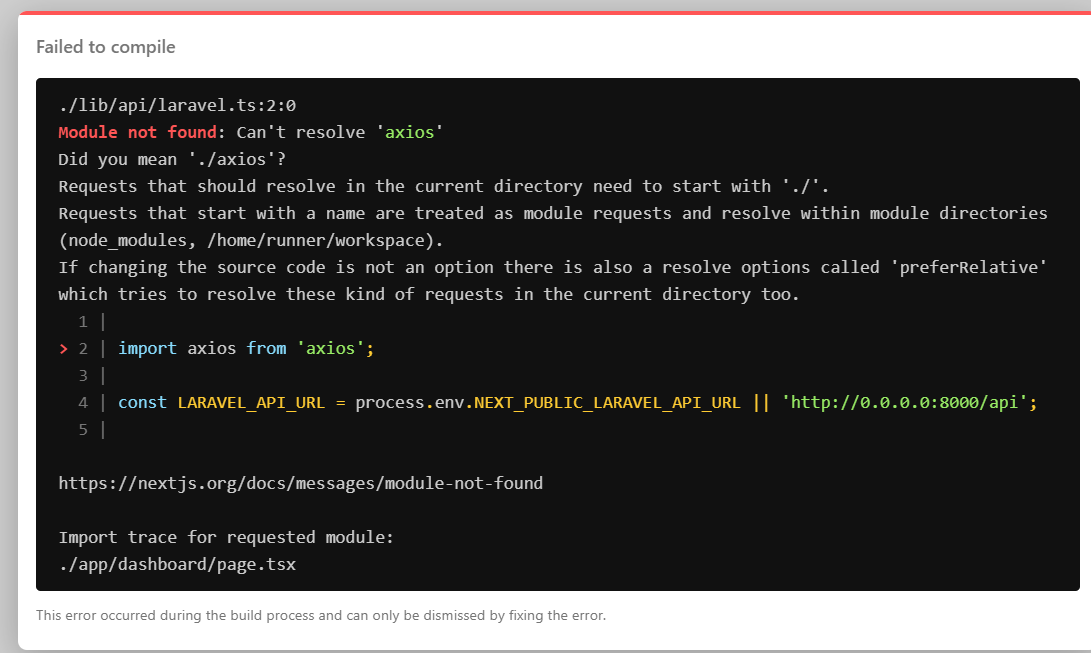 Failed to compile
./lib/api/laravel.ts:2:0
Module not found: Can't resolve 'axios'
Did you mean './axios'?
Requests that should resolve in the current directory need to start with './'.
Requests that start with a name are treated as module requests and resolve within module directories
(node_modules, /home/runner/workspace).
If changing the source code is not an option there is also a resolve options called 'preferRelative'
which tries to resolve these kind of requests in the current directory too.
  1 |
> 2 | import axios from 'axios';
  3 |
  4 | const LARAVEL_API_URL = process.env.NEXT_PUBLIC_LARAVEL_API_URL || 'http://0.0.0.0:8000/api';
  5 |
https://nextjs.org/docs/messages/module-not-found
Import trace for requested module:
./app/dashboard/page.tsx
This error occurred during the build process and can only be dismissed by fixing the error.